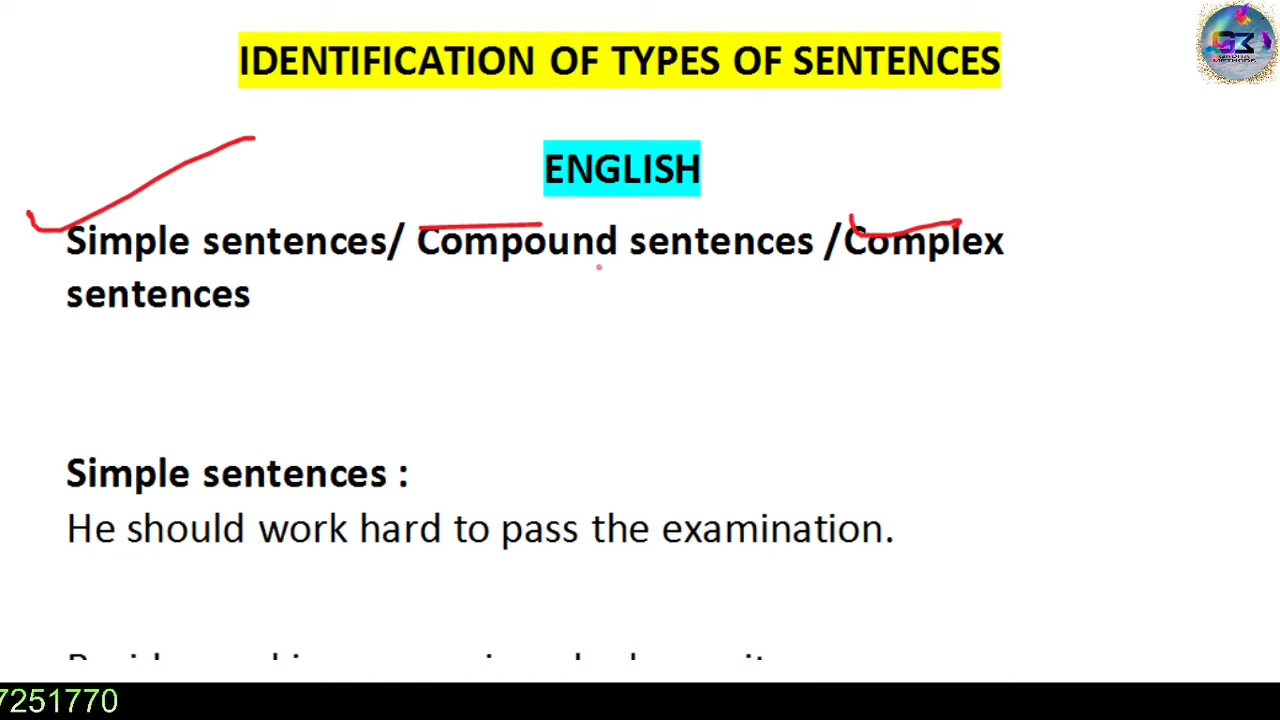 IDENTIFICATION OF TYPES OF SENTENCES
ENGLISH
Simple sentences/ Compound sentences /Complex
sentences
Simple sentences :
He should work hard to pass the examination.
7251770